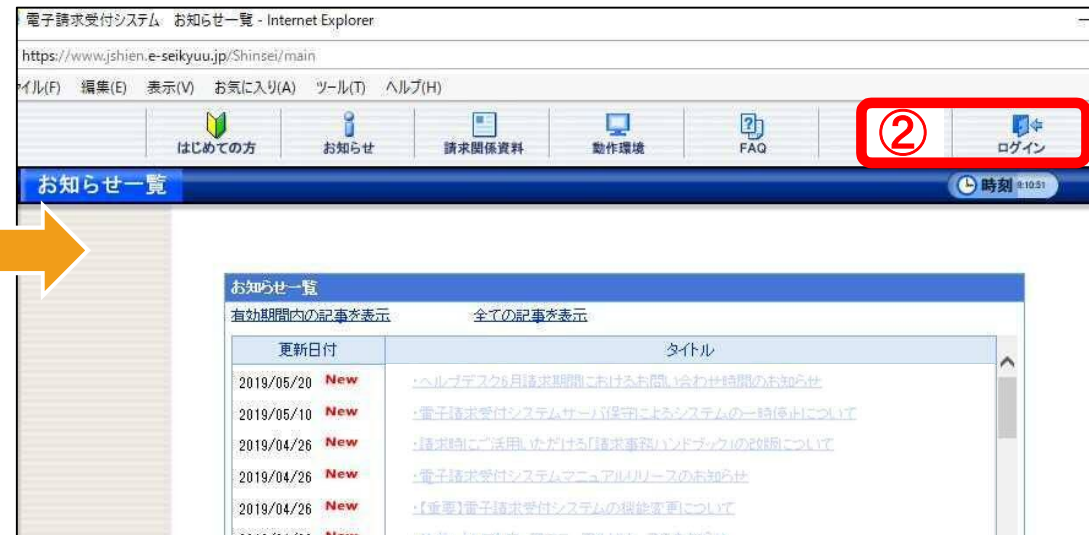 電子請求受付システム　お知らせ一覧 - Internet Explorer
https://www.jshien.e-seikyuu.jp/Shinsei/main
イル(F) 編集(E) 表示(V) お気に入り(A) ツール(T) ヘルプ(H)
はじめての方 お知らせ 請求関係資料 動作環境 FAQ ② ログイン
お知らせ一覧 時刻 9:10:51
お知らせ一覧
有効期間内の記事を表示 全ての記事を表示
更新日付 タイトル
2019/05/20 New ・ヘルプデスク6月請求期間におけるお問い合わせ時間のお知らせ
2019/05/10 New ・電子請求受付システムサーバ保守によるシステムの一時停止について
2019/04/26 New ・請求時にご活用いただける「請求事務ハンドブック」の改版について
2019/04/26 New ・電子請求受付システムマニュアルリリースのお知らせ
2019/04/26 New ・【重要】電子請求受付システムの機能変更について